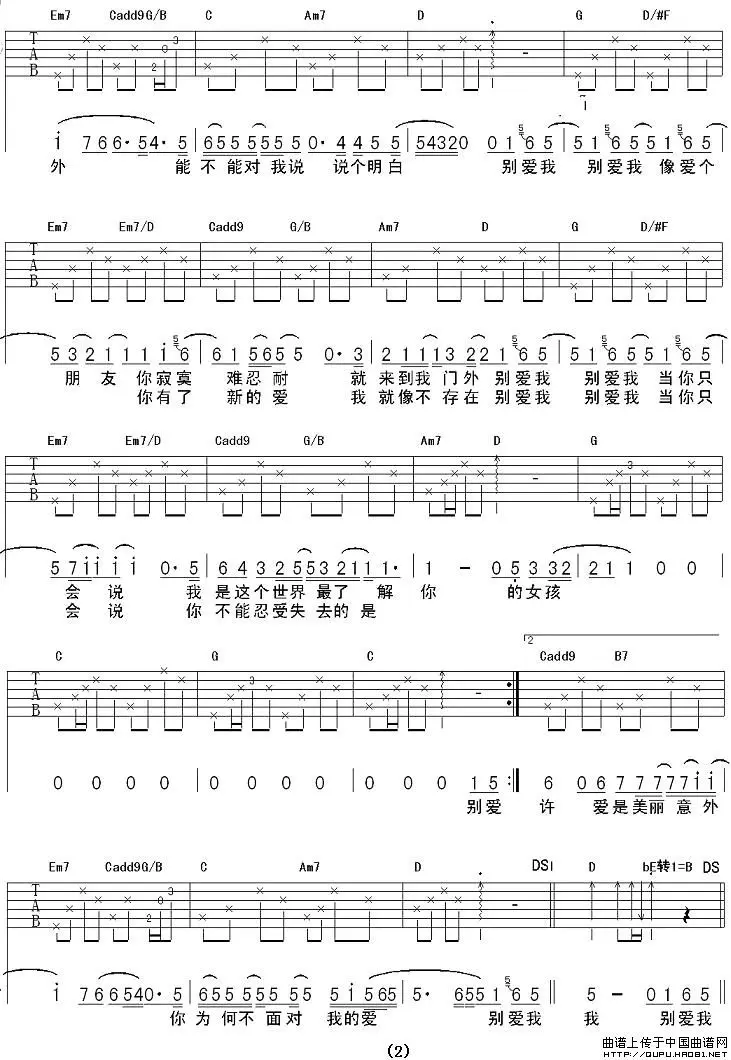 Em7 Cadd9 G/B C Am7 D G D/#F
T A B 2 0 3 -
i 7 6 6· 5 4· 5 6 5 5 5 5 5 0· 4 4 5 5 5 4 3 2 0 0 1 6 5 5 1 6 5 5 1 6 5
外 能 不 能对 我说 说个明白 别爱我 别爱我 像爱个
Em7 Em7/D Cadd9 G/B Am7 D G D/#F
T A B
5 3 2 1 1 1 i 6 6 1 5 6 5 5 0· 3 2 1 1 1 3 2 2 2 1 6 5 5 1 6 5 5 1 6 5
朋 友 你寂寞 难忍耐 就 来到我 门外 别爱我 别爱我 当你只
你有了 新的 爱 我 就像不 存在 别爱我 别爱我 当你只
Em7 Em7/D Cadd9 G/B Am7 D G
T A B - 3
5 7 i i i i 0· 5 6 4 3 2 5 5 3 2 1 1 1· 1 - 0 5 3 3 2 2 1 1 0 0
会 说 我 是这个 世界 最了 解 你 的女孩
会 说 你 不能忍受失 去的 是
C G C 2 Cadd9 B7
T A B 3 -
0 0 0 0 0 0 0 0 0 0 0 1 5 6 0 6 7 7 7 7 7 i i
别爱 许 爱是美丽 意外
Em7 Cadd9 G/B C Am7 D DS1 D bE转1=B DS
T A B 2 0 3 -
i 7 6 6 5 4 0· 5 6 5 5 5 5 5 5 5 i 5 6 5 5· 6 5 5 1 6 5 5 - 0 1 6 5
你 为 何不 面对 我的爱 别爱我 我 别爱我
(2)
曲谱上传于中国曲谱网
HTTP://QUPU.HAO81.NET